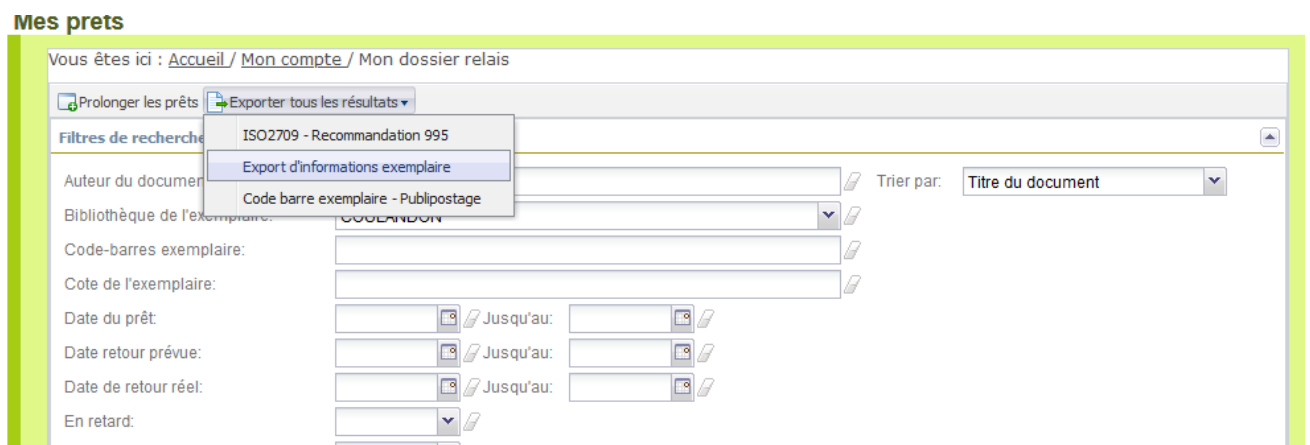 Mes prets
Vous êtes ici : Accueil / Mon compte / Mon dossier relais
Prolonger les prêts Exporter tous les résultats
ISO2709 - Recommandation 995
Filtres de recherche
Export d'informations exemplaire
Auteur du documen
Trier par: Titre du document
Code barre exemplaire - Publipostage
Bibliothèque de l'exemplaire: COULANDON
Code-barres exemplaire:
Cote de l'exemplaire:
Date du prêt: Jusqu'au:
Date retour prévue: Jusqu'au:
Date de retour réel: Jusqu'au:
En retard: